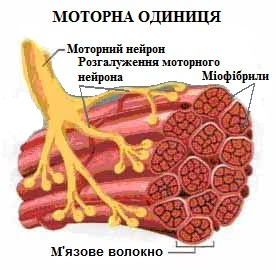 МОТОРНА ОДИНИЦЯ
Моторний нейрон
Розгалуження моторного
нейрона
Міофібрили
М'язове волокно